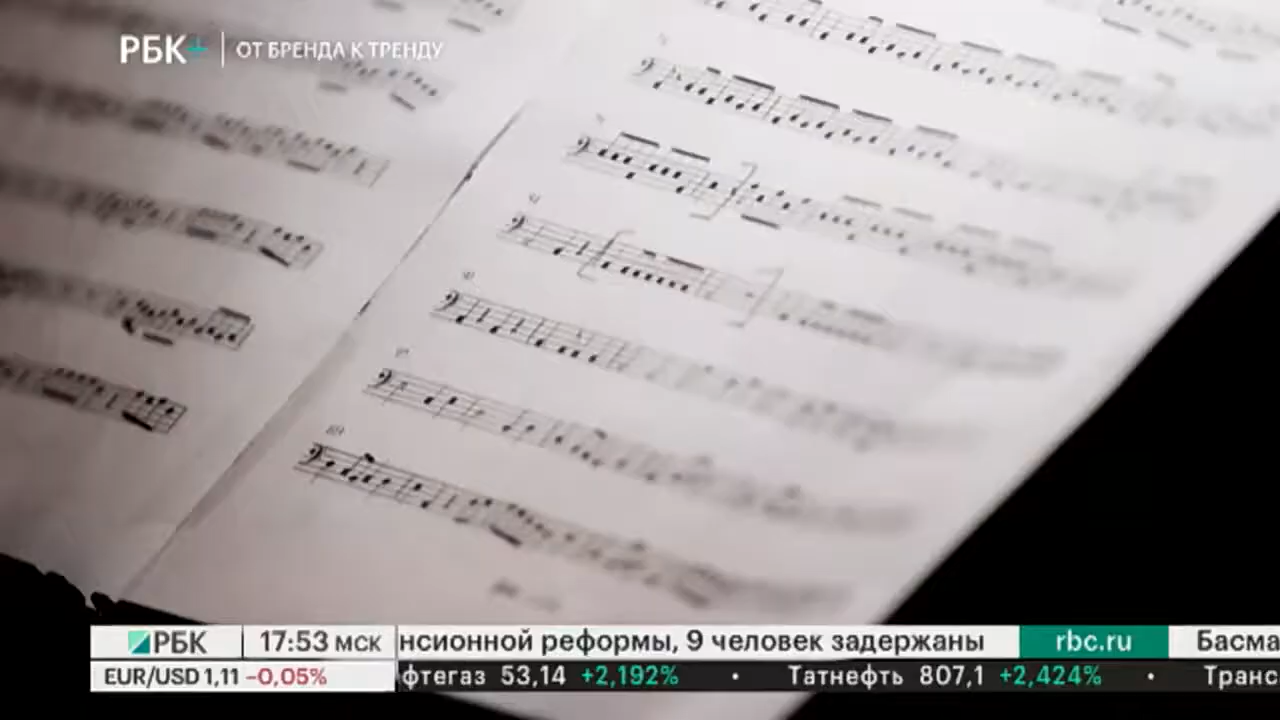 РБК+ | ОТ БРЕНДА К ТРЕНДУ
РБК 17:53 МСК нсионной реформы, 9 человек задержаны rbc.ru Басма
EUR/USD 1,11 -0,05% фтегаз 53,14 +2,192% • Татнефть 807,1 +2,424% • Транс